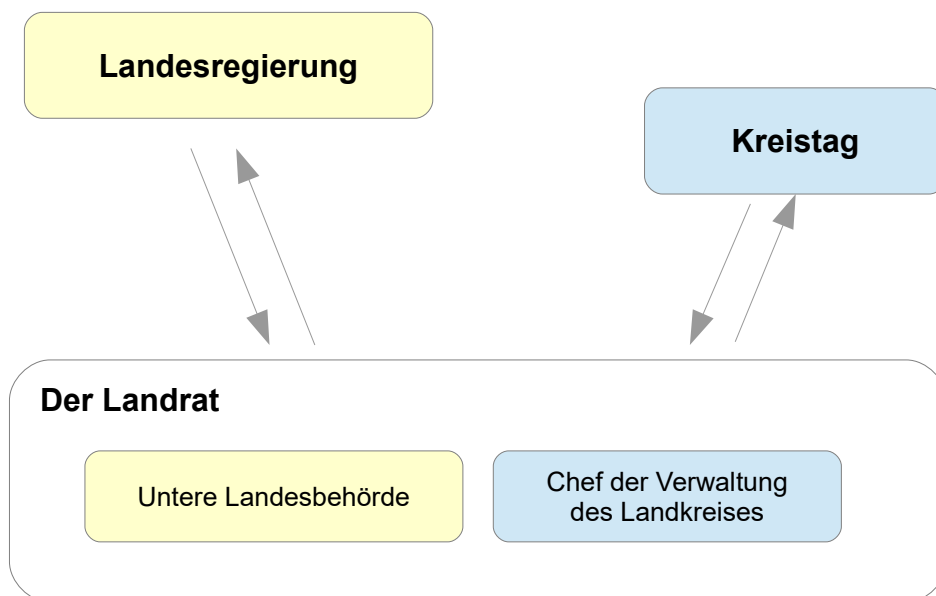 Landesregierung
Kreistag
Der Landrat
Untere Landesbehörde
Chef der Verwaltung
des Landkreises